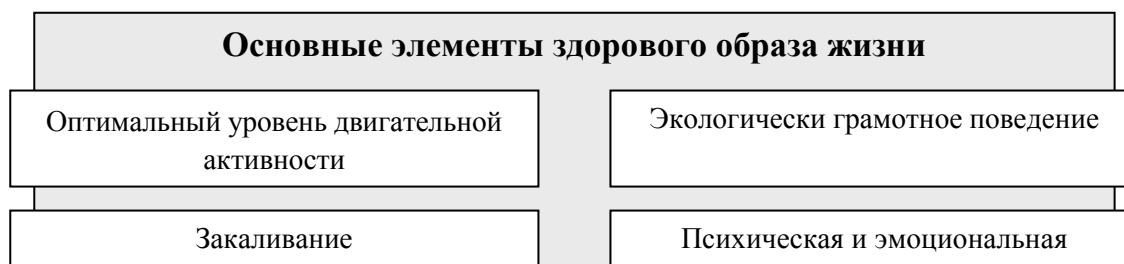 Основные элементы здорового образа жизни
Оптимальный уровень двигательной
активности
Экологически грамотное поведение
Закаливание
Психическая и эмоциональная